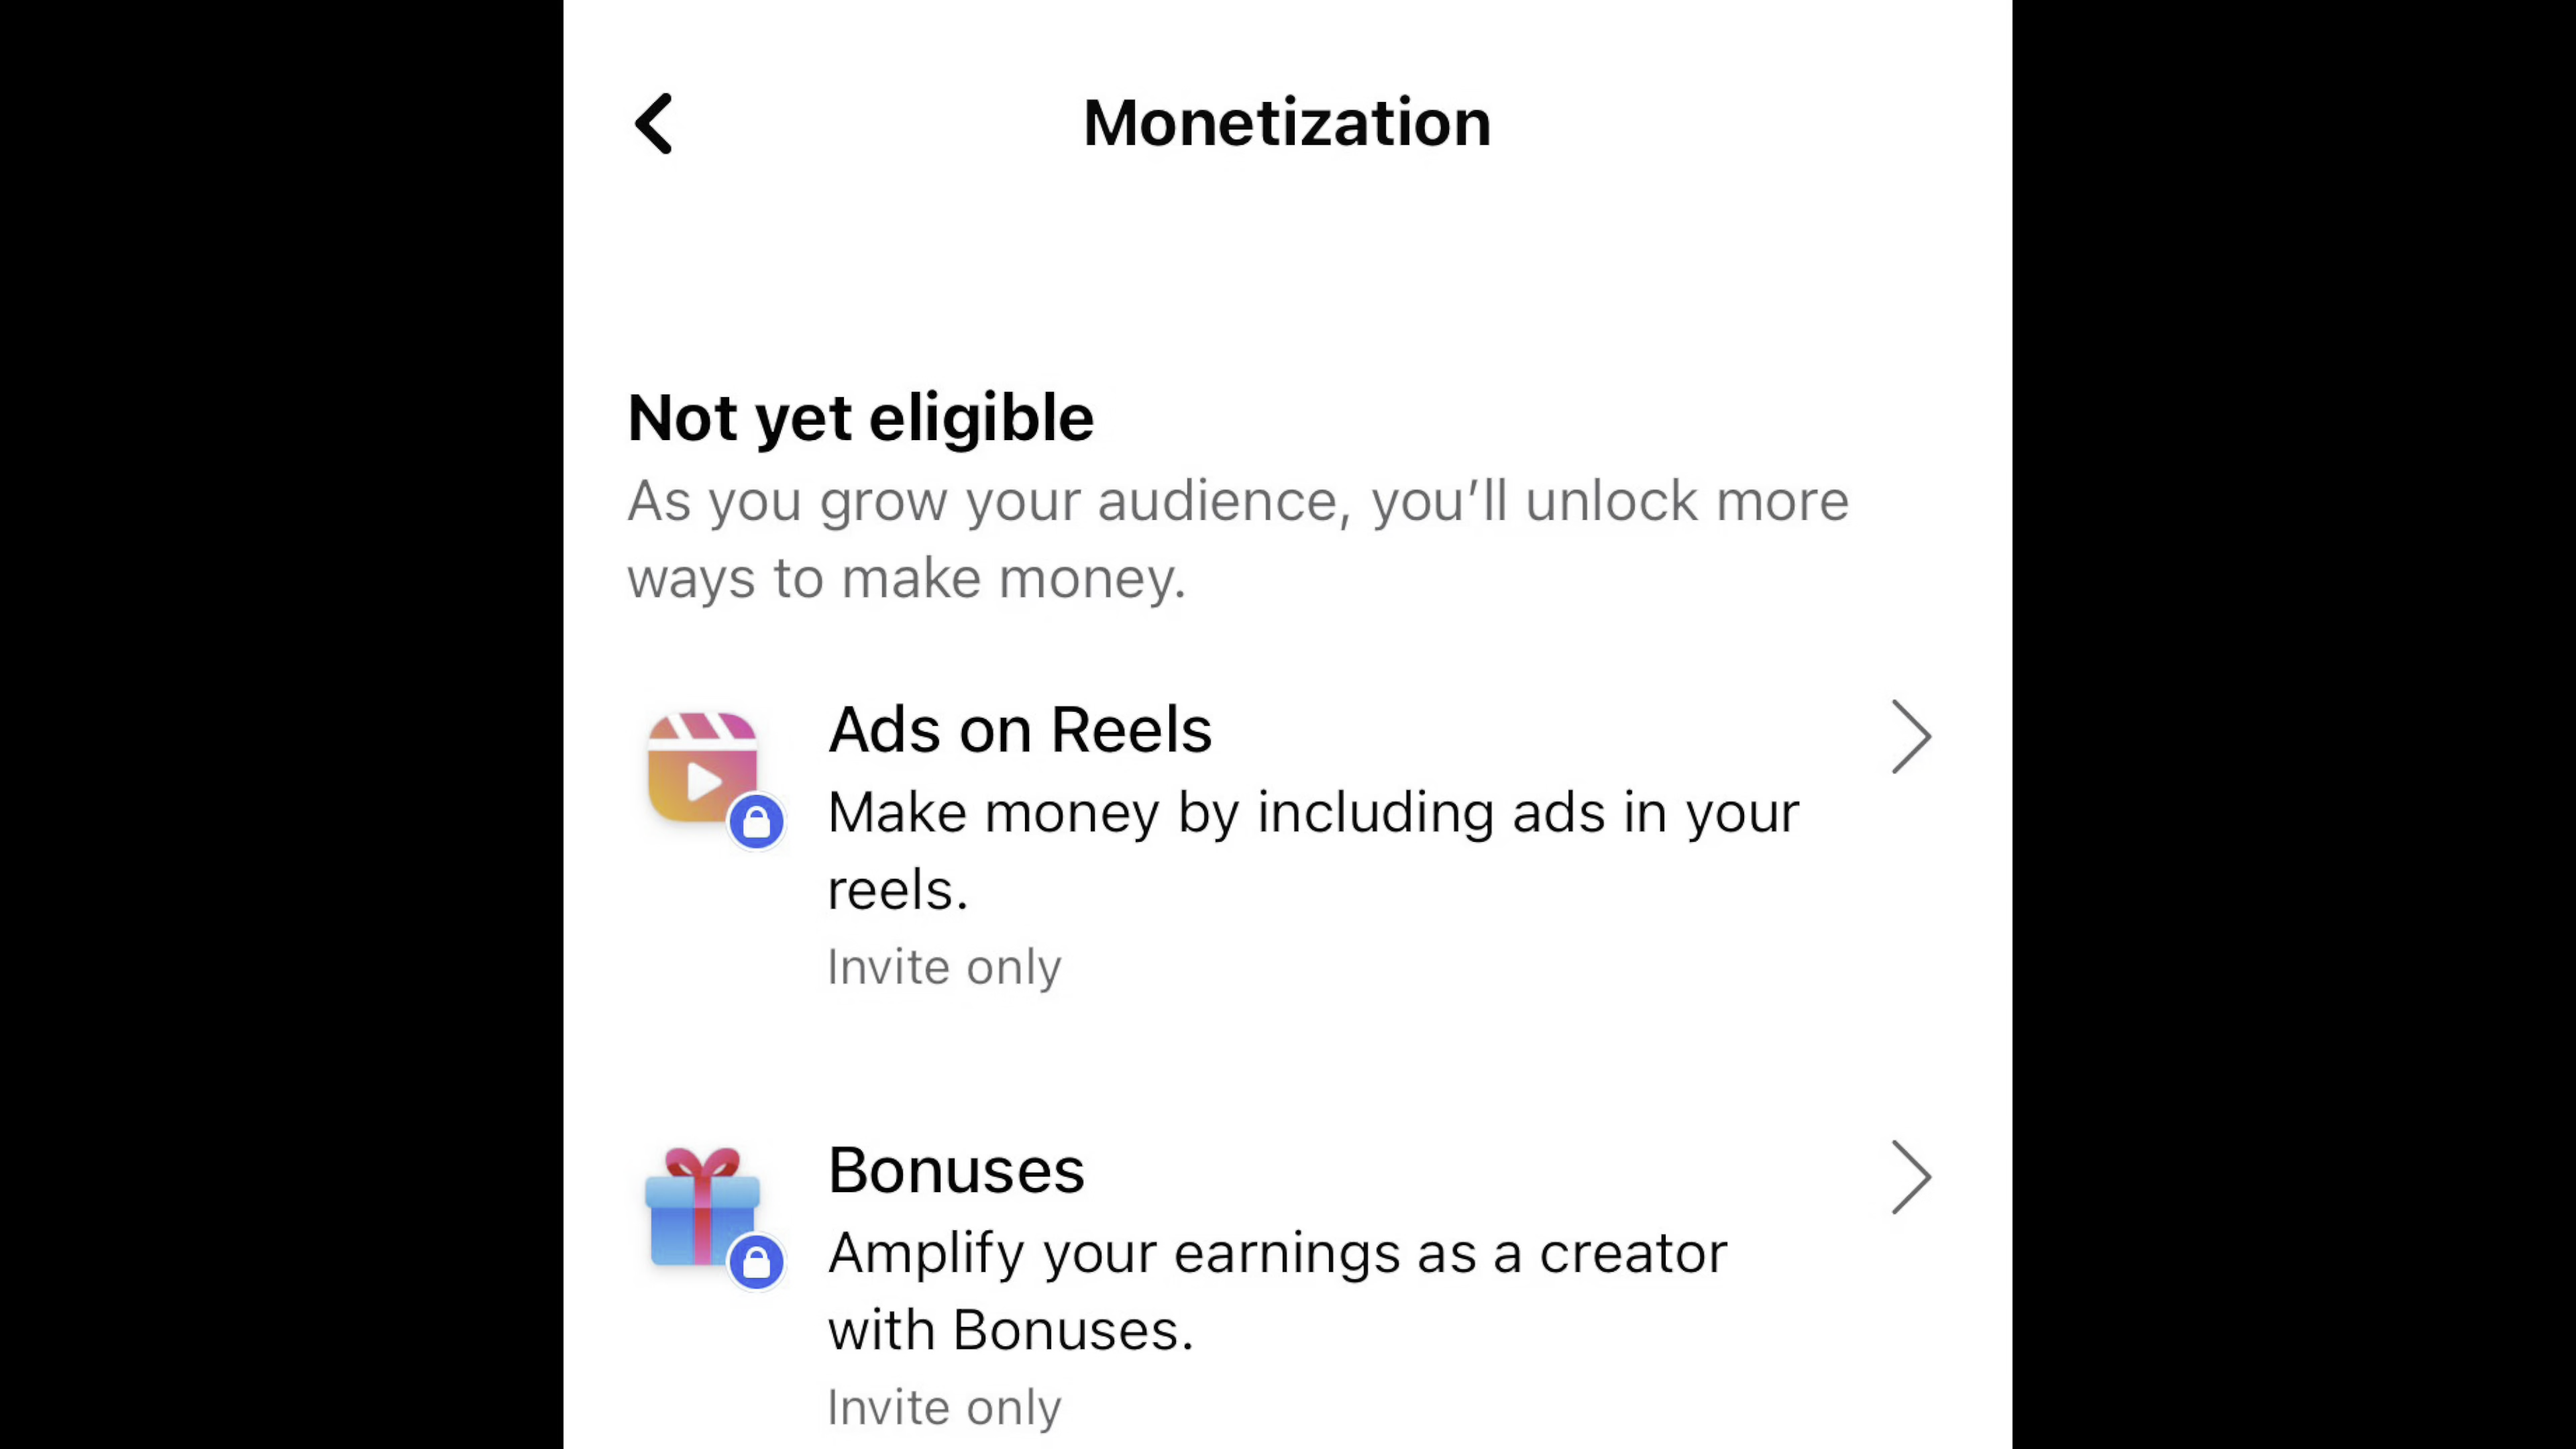 Monetization
Not yet eligible
As you grow your audience, you’ll unlock more
ways to make money.
Ads on Reels
Make money by including ads in your
reels.
Invite only
Bonuses
Amplify your earnings as a creator
with Bonuses.
Invite only